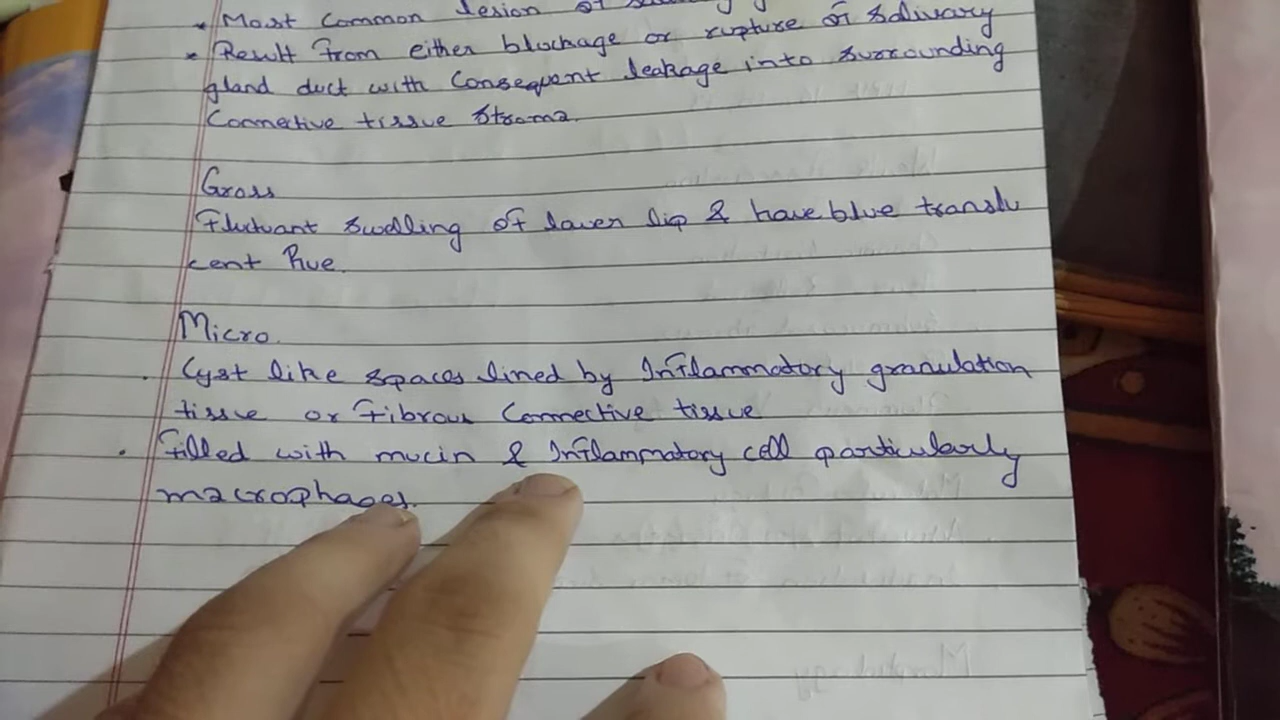 * Most Common lesion of
* Result from either blockage or rupture of salivary
gland duct with Consequent leakage into surrounding
Connective tissue stroma.
Gross
Fluctuant swelling of lower lip & have blue translu
cent hue.
Micro.
. Cyst like spaces lined by Inflammatory granulation
tissue or Fibrous Connective tissue
. Filled with mucin & Inflammatory cell particularly
macrophages.